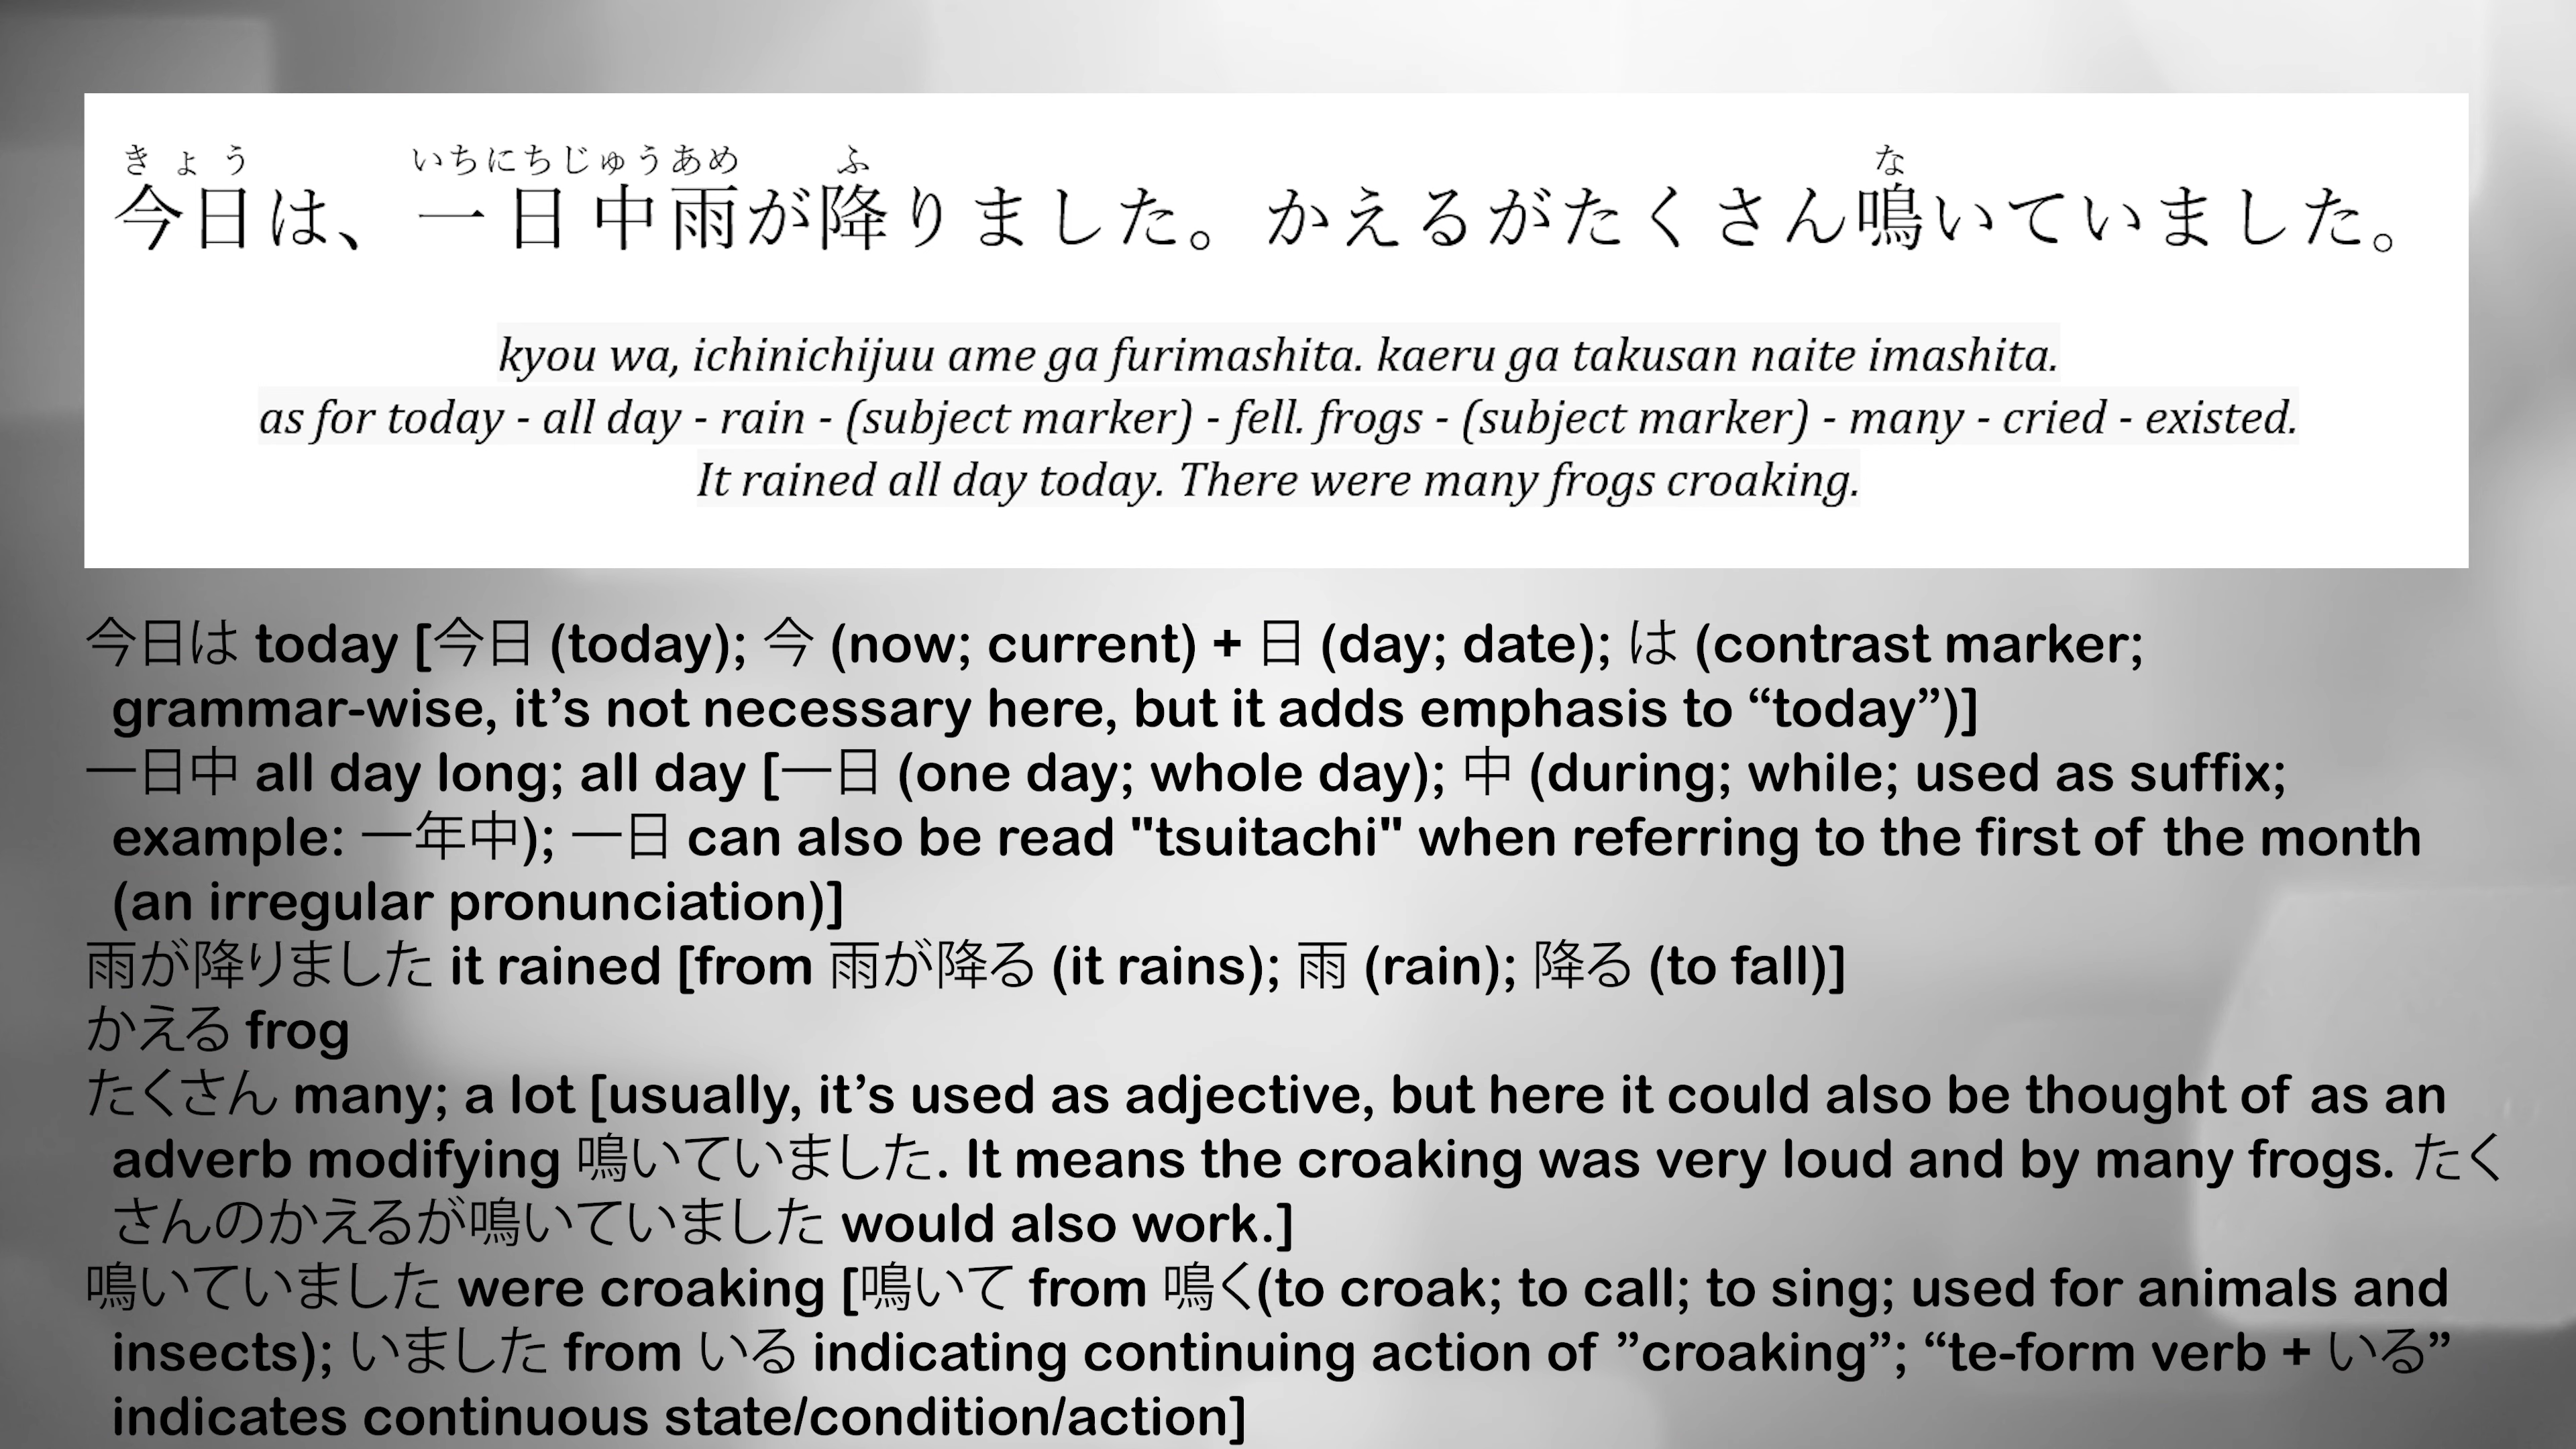 きょう いちにちじゅうあめ ふ な
今日は、一日中雨が降りました。かえるがたくさん鳴いていました。
kyou wa, ichinichijuu ame ga furimashita. kaeru ga takusan naite imashita.
as for today - all day - rain - (subject marker) - fell. frogs - (subject marker) - many - cried - existed.
It rained all day today. There were many frogs croaking.
今日は today [今日 (today); 今 (now; current) + 日 (day; date); は (contrast marker;
grammar-wise, it’s not necessary here, but it adds emphasis to “today”)]
一日中 all day long; all day [一日 (one day; whole day); 中 (during; while; used as suffix;
example: 一年中); 一日 can also be read "tsuitachi" when referring to the first of the month
(an irregular pronunciation)]
雨が降りました it rained [from 雨が降る (it rains); 雨 (rain); 降る (to fall)]
かえる frog
たくさん many; a lot [usually, it’s used as adjective, but here it could also be thought of as an
adverb modifying 鳴いていました. It means the croaking was very loud and by many frogs. たく
さんのかえるが鳴いていました would also work.]
鳴いていました were croaking [鳴いて from 鳴く(to croak; to call; to sing; used for animals and
insects); いました from いる indicating continuing action of ”croaking”; “te-form verb + いる”
indicates continuous state/condition/action]